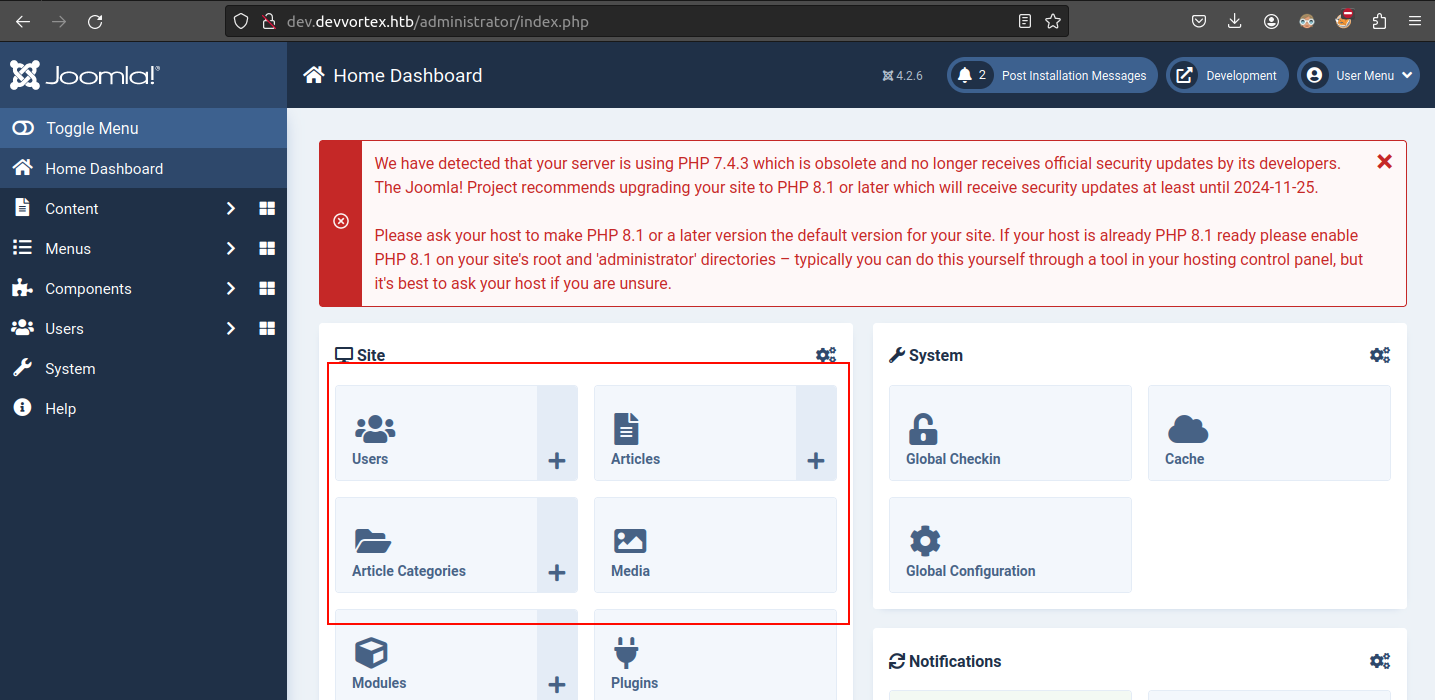 dev.devvortex.htb/administrator/index.php
Joomla!®
Home Dashboard
4.2.6
2
Post Installation Messages
Development
User Menu
Toggle Menu
Home Dashboard
Content
Menus
Components
Users
System
Help
We have detected that your server is using PHP 7.4.3 which is obsolete and no longer receives official security updates by its developers.
The Joomla! Project recommends upgrading your site to PHP 8.1 or later which will receive security updates at least until 2024-11-25.
Please ask your host to make PHP 8.1 or a later version the default version for your site. If your host is already PHP 8.1 ready please enable
PHP 8.1 on your site's root and 'administrator' directories – typically you can do this yourself through a tool in your hosting control panel, but
it's best to ask your host if you are unsure.
Site
Users
Articles
Article Categories
Media
Modules
Plugins
System
Global Checkin
Cache
Global Configuration
Notifications